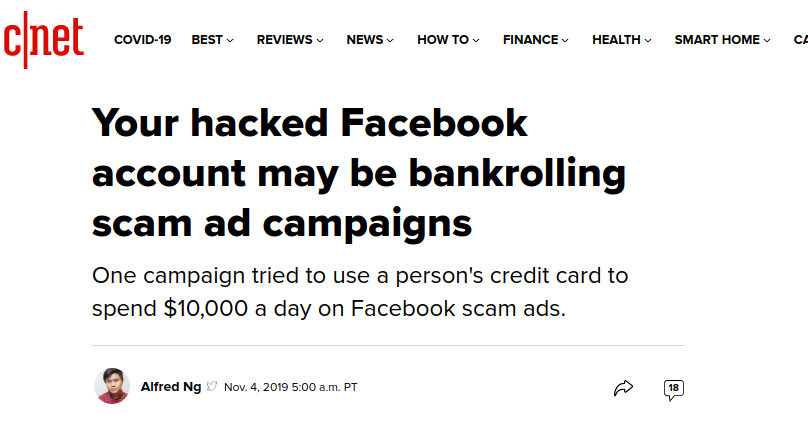 c|net COVID-19 BEST REVIEWS NEWS HOW TO FINANCE HEALTH SMART HOME CA
Your hacked Facebook
account may be bankrolling
scam ad campaigns
One campaign tried to use a person's credit card to
spend $10,000 a day on Facebook scam ads.
Alfred Ng Nov. 4, 2019 5:00 a.m. PT 18